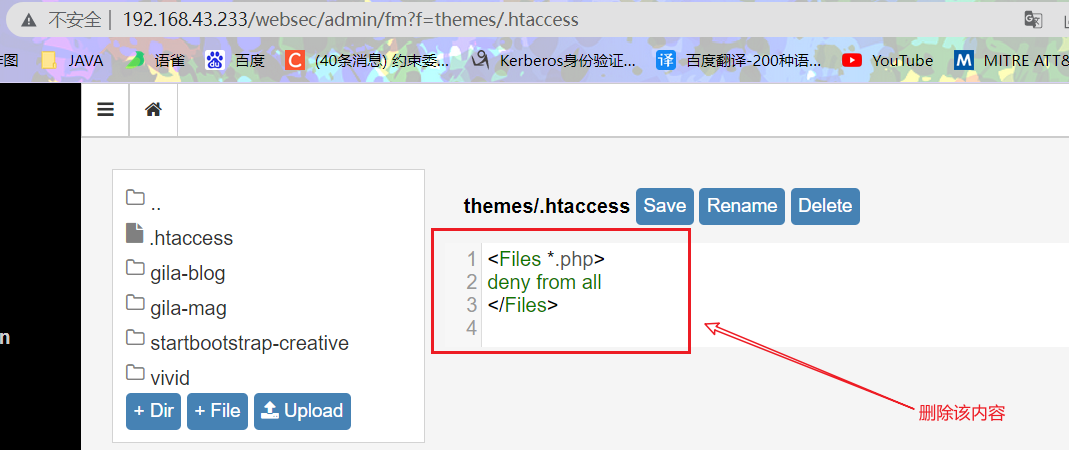 不安全 | 192.168.43.233/websec/admin/fm?f=themes/.htaccess
作图 JAVA 语雀 百度 (40条消息) 约束委... Kerberos身份验证... 百度翻译-200种语... YouTube MITRE ATT&
themes/.htaccess Save Rename Delete
..
.htaccess
gila-blog
gila-mag
startbootstrap-creative
vivid
+ Dir + File Upload
1 <Files *.php>
2 deny from all
3 </Files>
4
n
删除该内容